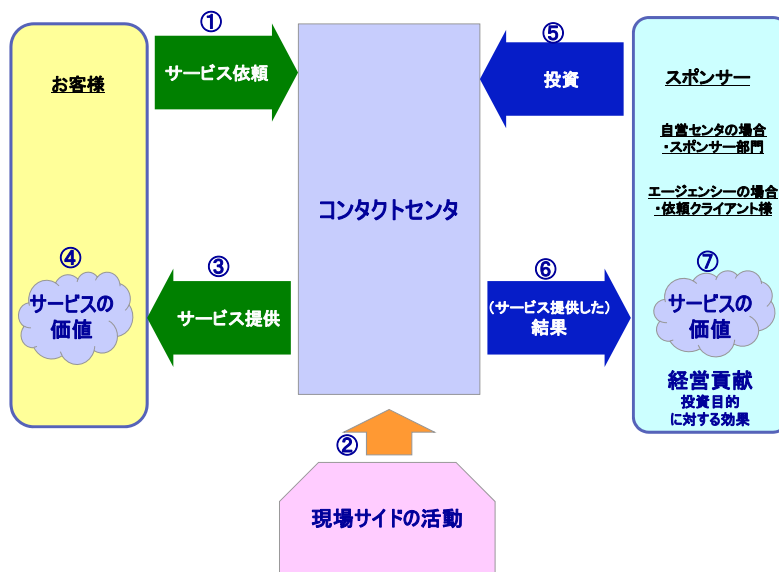 ①
サービス依頼
お客様
④
サービスの
価値
③
サービス提供
コンタクトセンタ
②
現場サイドの活動
⑤
投資
⑥
(サービス提供した)
結果
スポンサー
自営センタの場合
・スポンサー部門
エージェンシーの場合
・依頼クライアント様
⑦
サービスの
価値
経営貢献
投資目的
に対する効果